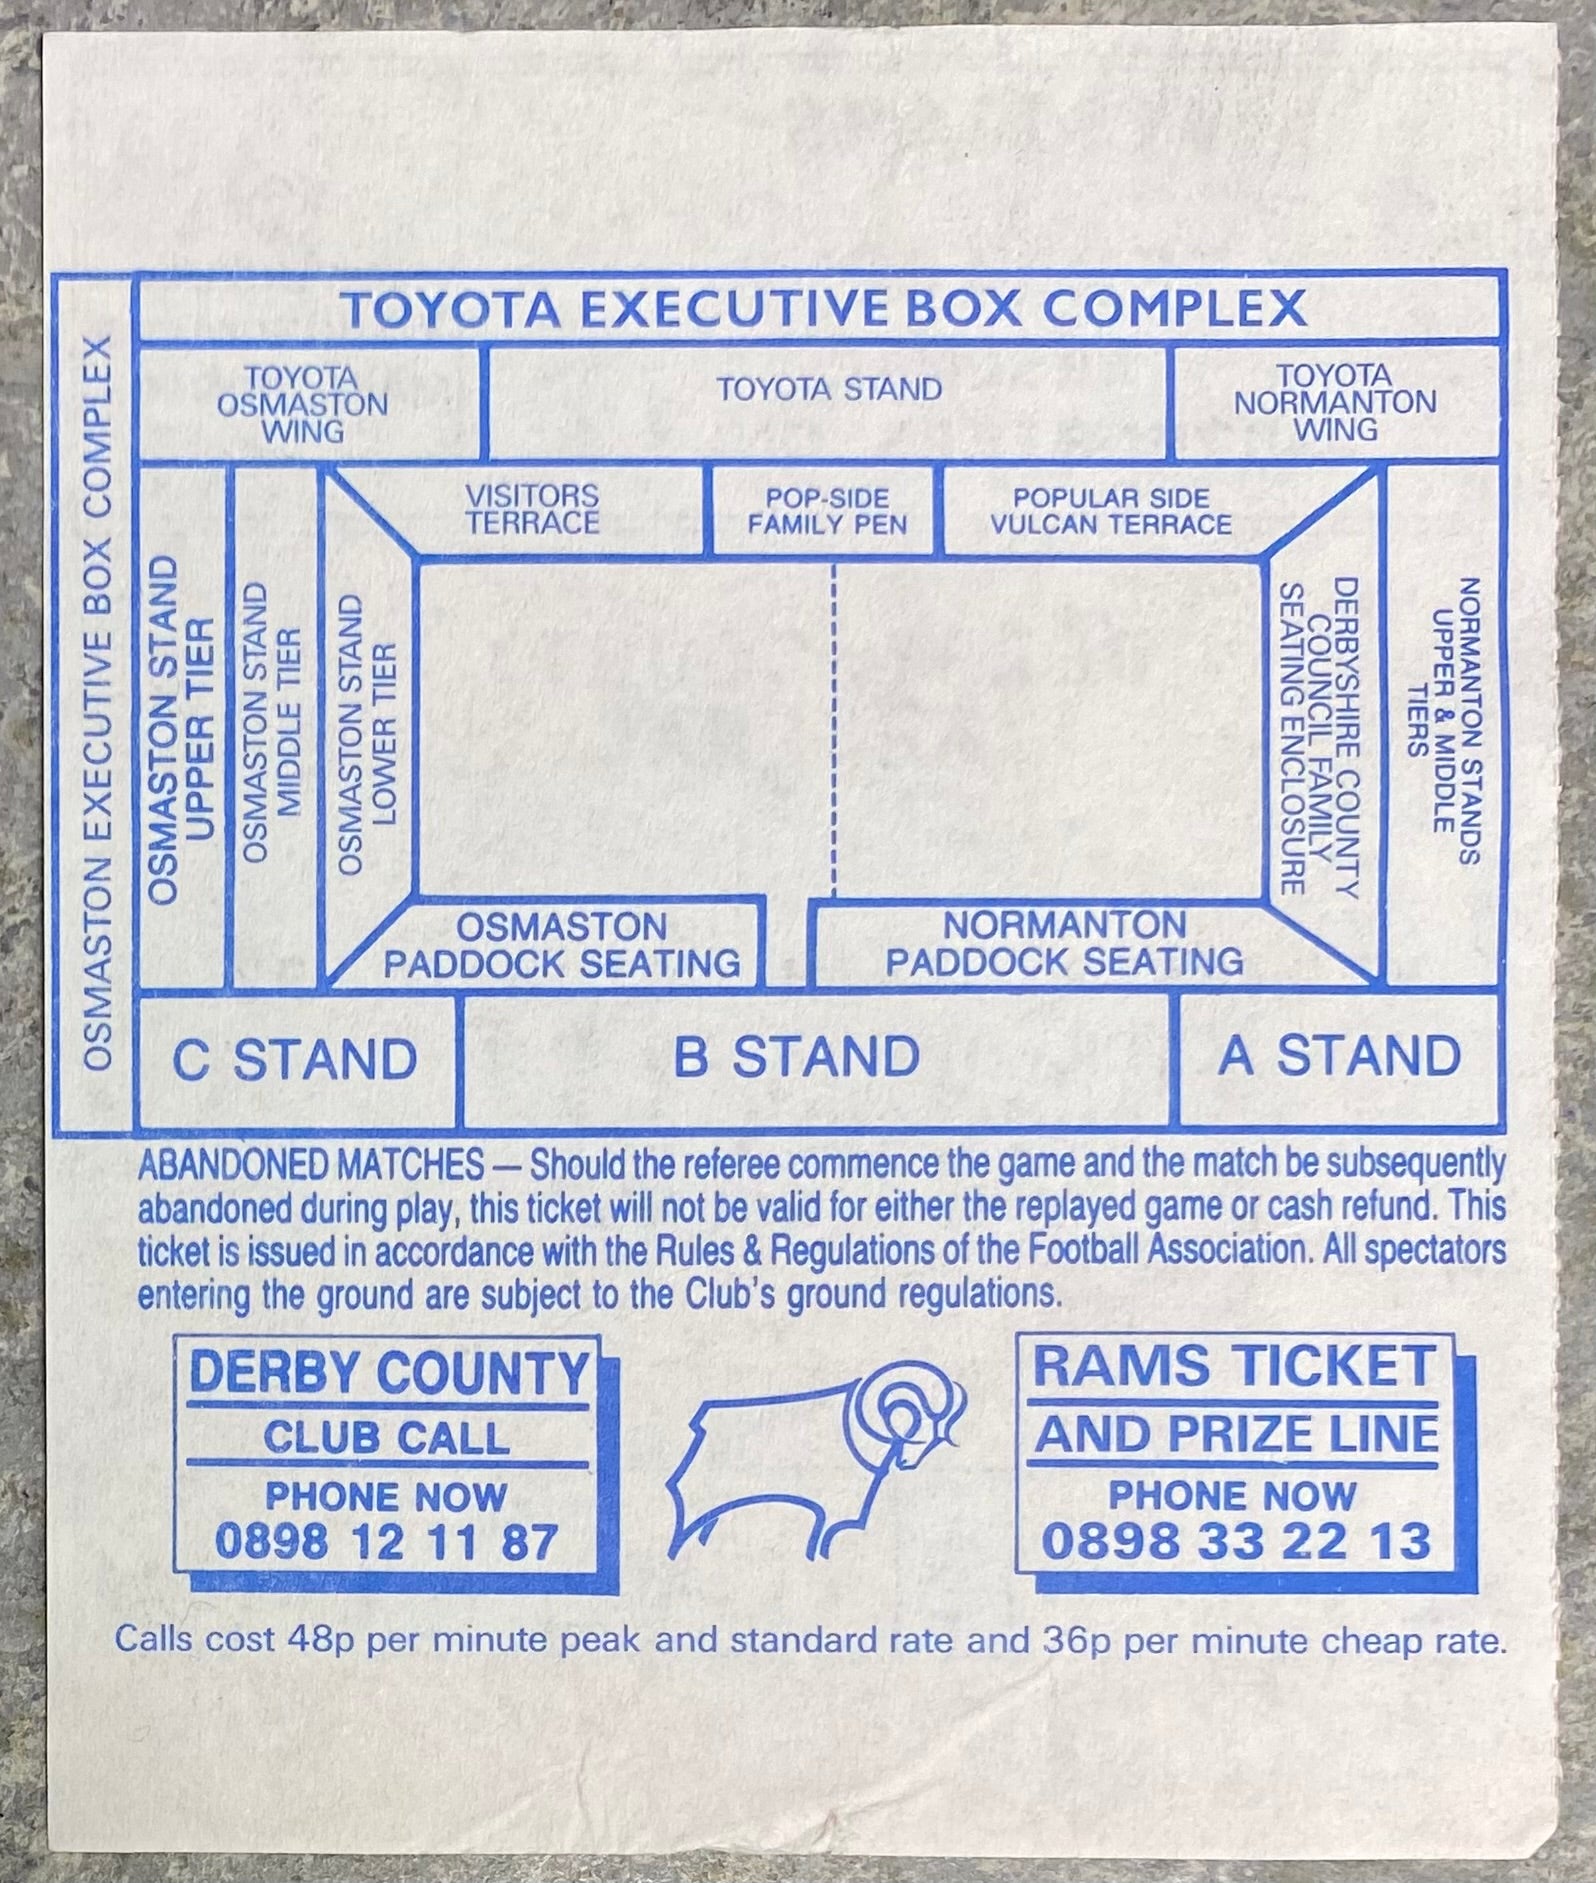 TOYOTA EXECUTIVE BOX COMPLEX
OSMASTON EXECUTIVE BOX COMPLEX
TOYOTA
OSMASTON
WING
TOYOTA STAND
TOYOTA
NORMANTON
WING
OSMASTON STAND
UPPER TIER
OSMASTON STAND
MIDDLE TIER
OSMASTON STAND
LOWER TIER
VISITORS
TERRACE
POP-SIDE
FAMILY PEN
POPULAR SIDE
VULCAN TERRACE
DERBYSHIRE COUNTY
COUNCIL FAMILY
SEATING ENCLOSURE
NORMANTON STANDS
UPPER & MIDDLE
TIERS
OSMASTON
PADDOCK SEATING
NORMANTON
PADDOCK SEATING
C STAND
B STAND
A STAND
ABANDONED MATCHES — Should the referee commence the game and the match be subsequently
abandoned during play, this ticket will not be valid for either the replayed game or cash refund. This
ticket is issued in accordance with the Rules & Regulations of the Football Association. All spectators
entering the ground are subject to the Club's ground regulations.
DERBY COUNTY
CLUB CALL
PHONE NOW
0898 12 11 87
RAMS TICKET
AND PRIZE LINE
PHONE NOW
0898 33 22 13
Calls cost 48p per minute peak and standard rate and 36p per minute cheap rate.